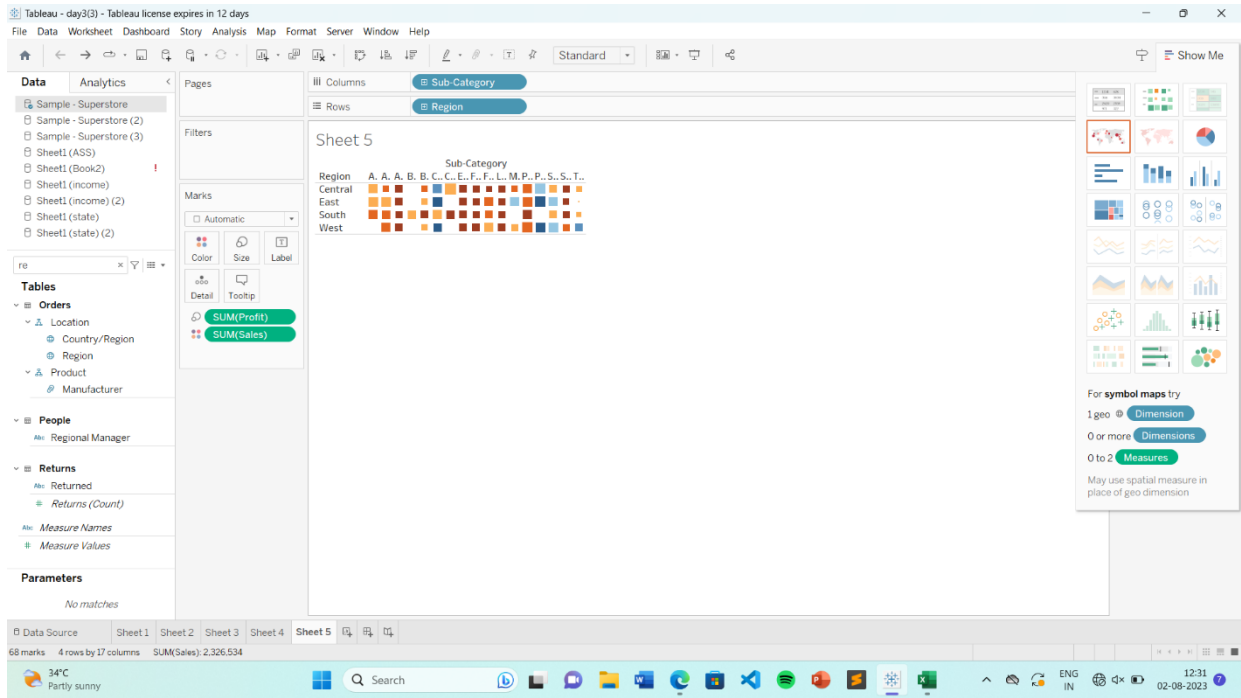 Tableau - day3(3) - Tableau license expires in 12 days
File Data Worksheet Dashboard Story Analysis Map Format Server Window Help
Standard
Show Me
Data Analytics
Sample - Superstore
Sample - Superstore (2)
Sample - Superstore (3)
Sheet1 (ASS)
Sheet1 (Book2) !
Sheet1 (income)
Sheet1 (income) (2)
Sheet1 (state)
Sheet1 (state) (2)
re
Tables
Orders
Location
Country/Region
Region
Product
Manufacturer
People
Abc Regional Manager
Returns
Abc Returned
# Returns (Count)
Abc Measure Names
# Measure Values
Parameters
No matches
Pages
Filters
Marks
Automatic
Color Size Label
Detail Tooltip
SUM(Profit)
SUM(Sales)
Columns Sub-Category
Rows Region
Sheet 5
Sub-Category
Region A. A. A. B. B. C.. C.. E.. F.. F.. L.. M. P.. P.. S.. S.. T..
Central
East
South
West
For symbol maps try
1 geo Dimension
0 or more Dimensions
0 to 2 Measures
May use spatial measure in
place of geo dimension
Data Source Sheet 1 Sheet 2 Sheet 3 Sheet 4 Sheet 5
68 marks 4 rows by 17 columns SUM(Sales): 2,326,534
34°C
Partly sunny
Search
ENG
IN
12:31
02-08-2023
7